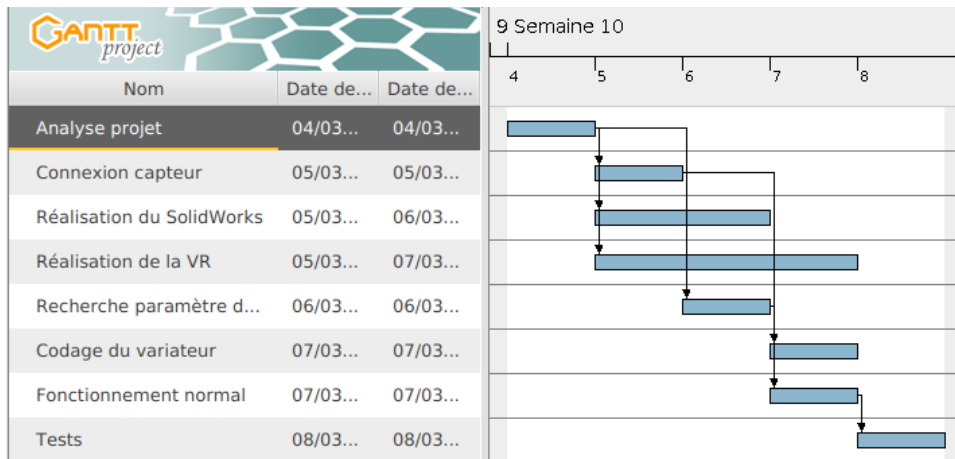 GANTT
project
9 Semaine 10
4 5 6 7 8
Nom Date de... Date de...
Analyse projet 04/03... 04/03...
Connexion capteur 05/03... 05/03...
Réalisation du SolidWorks 05/03... 06/03...
Réalisation de la VR 05/03... 07/03...
Recherche paramètre d... 06/03... 06/03...
Codage du variateur 07/03... 07/03...
Fonctionnement normal 07/03... 07/03...
Tests 08/03... 08/03...